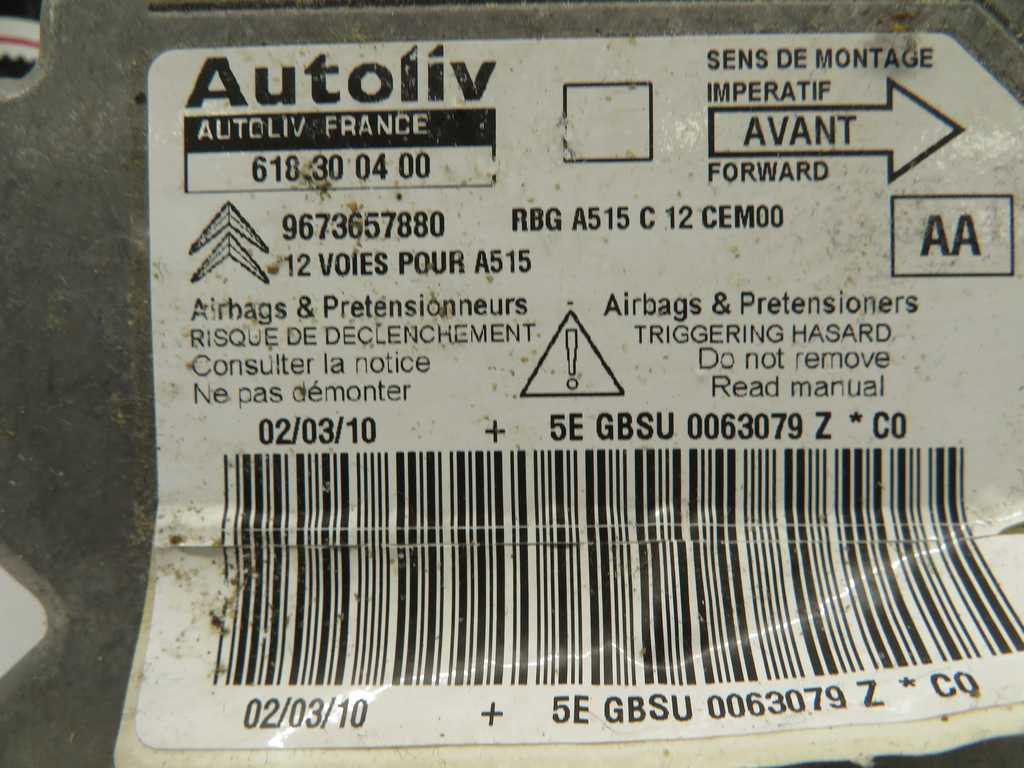 Autoliv
AUTOLIV FRANCE
618 30 04 00
SENS DE MONTAGE
IMPERATIF
AVANT
FORWARD
9673657880
RBG A515 C 12 CEM00
12 VOIES POUR A515
AA
Airbags & Pretensionneurs
RISQUE DE DECLENCHEMENT
Consulter la notice
Ne pas démonter
Airbags & Pretensioners
TRIGGERING HASARD
Do not remove
Read manual
02/03/10 + 5E GBSU 0063079 Z * C0
02/03/10 + 5E GBSU 0063079 Z * C0